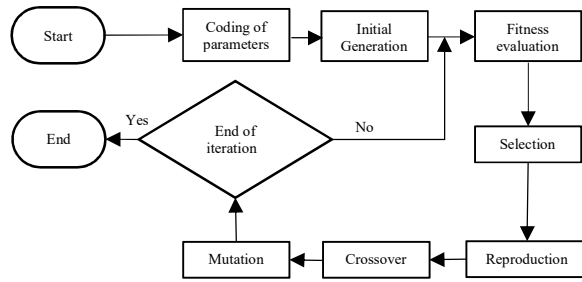 Start
Coding of
parameters
Initial
Generation
Fitness
evaluation
Selection
Reproduction
Crossover
Mutation
End of
iteration
No
Yes
End